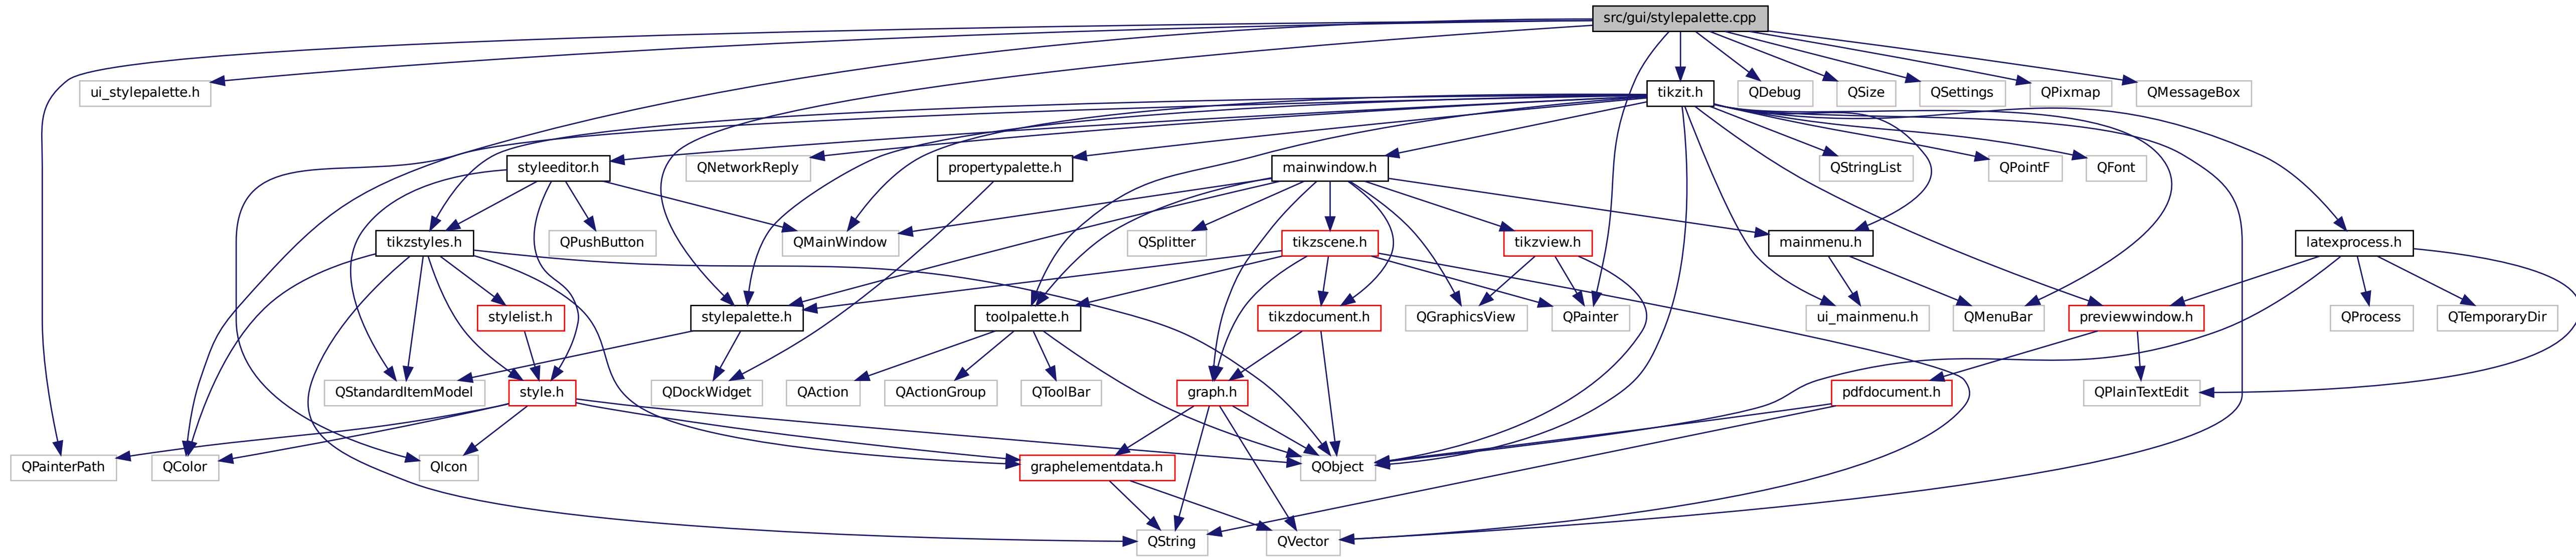 src/gui/stylepalette.cpp
ui_stylepalette.h
tikzit.h
QDebug
QSize
QSettings
QPixmap
QMessageBox
styleeditor.h
QNetworkReply
propertypalette.h
mainwindow.h
QStringList
QPointF
QFont
tikzstyles.h
QPushButton
QMainWindow
QSplitter
tikzscene.h
tikzview.h
mainmenu.h
latexprocess.h
stylelist.h
stylepalette.h
toolpalette.h
tikzdocument.h
QGraphicsView
QPainter
ui_mainmenu.h
QMenuBar
previewwindow.h
QProcess
QTemporaryDir
QStandardItemModel
style.h
QDockWidget
QAction
QActionGroup
QToolBar
graph.h
pdfdocument.h
QPlainTextEdit
QPainterPath
QColor
QIcon
graphelementdata.h
QObject
QString
QVector